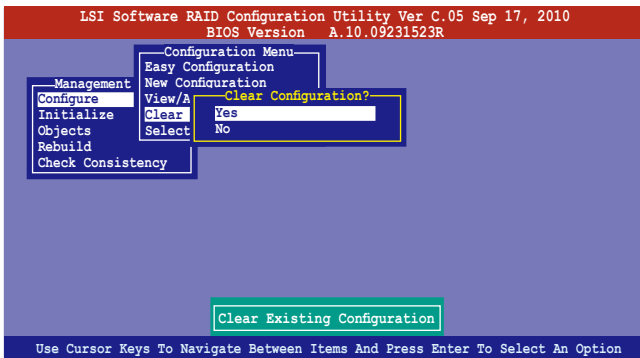 LSI Software RAID Configuration Utility Ver C.05 Sep 17, 2010
BIOS Version A.10.09231523R
Configuration Menu
Easy Configuration
New Configuration
View/A
Clear
Select
Management
Configure
Initialize
Objects
Rebuild
Check Consistency
Clear Configuration?
Yes
No
Clear Existing Configuration
Use Cursor Keys To Navigate Between Items And Press Enter To Select An Option